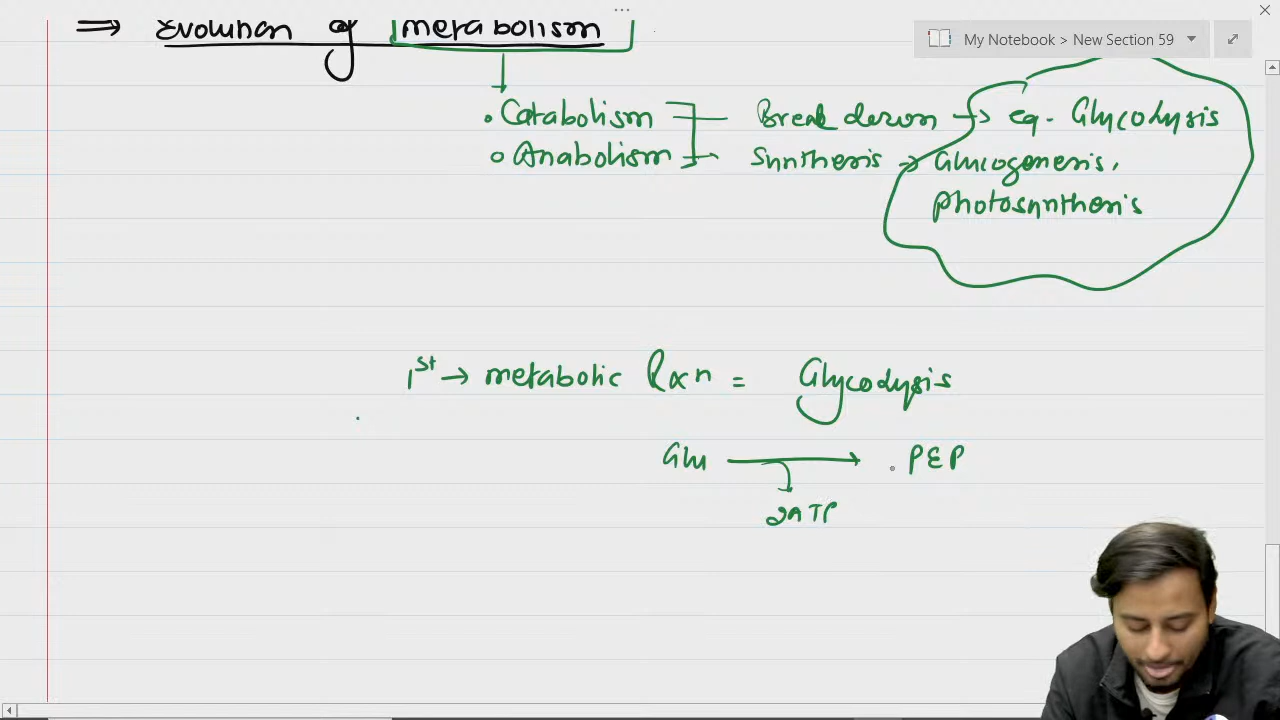 ⇒ Evolution of metabolism
My Notebook > New Section 59
• Catabolism — Break down → eg. Glycolysis
• Anabolism — Synthesis → Glucogenesis,
photosynthesis
1st → metabolic Rxn = Glycolysis
Glu → PEP
2ATP